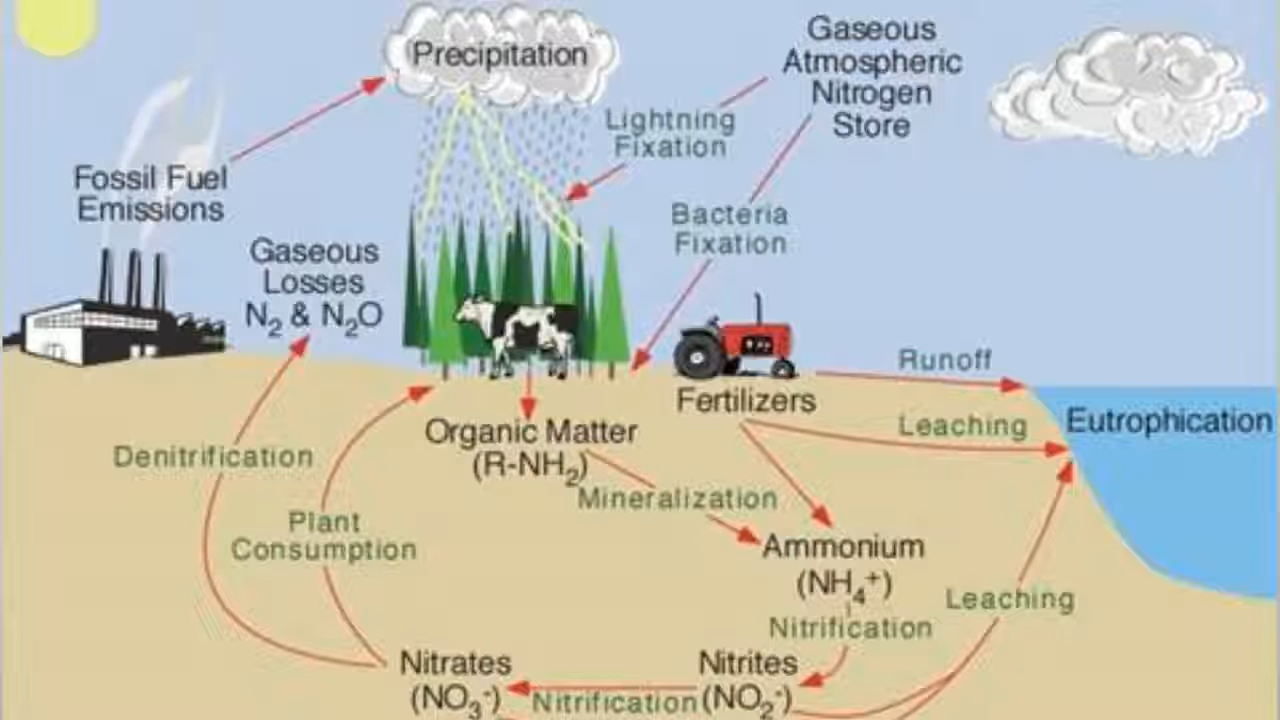 Precipitation
Gaseous
Atmospheric
Nitrogen
Store
Lightning
Fixation
Fossil Fuel
Emissions
Bacteria
Fixation
Gaseous
Losses
N₂ & N₂O
Runoff
Fertilizers
Leaching
Eutrophication
Organic Matter
(R-NH₂)
Denitrification
Mineralization
Plant
Consumption
Ammonium
(NH₄⁺)
Leaching
Nitrification
Nitrates
(NO₃⁻)
Nitrification
Nitrites
(NO₂⁻)